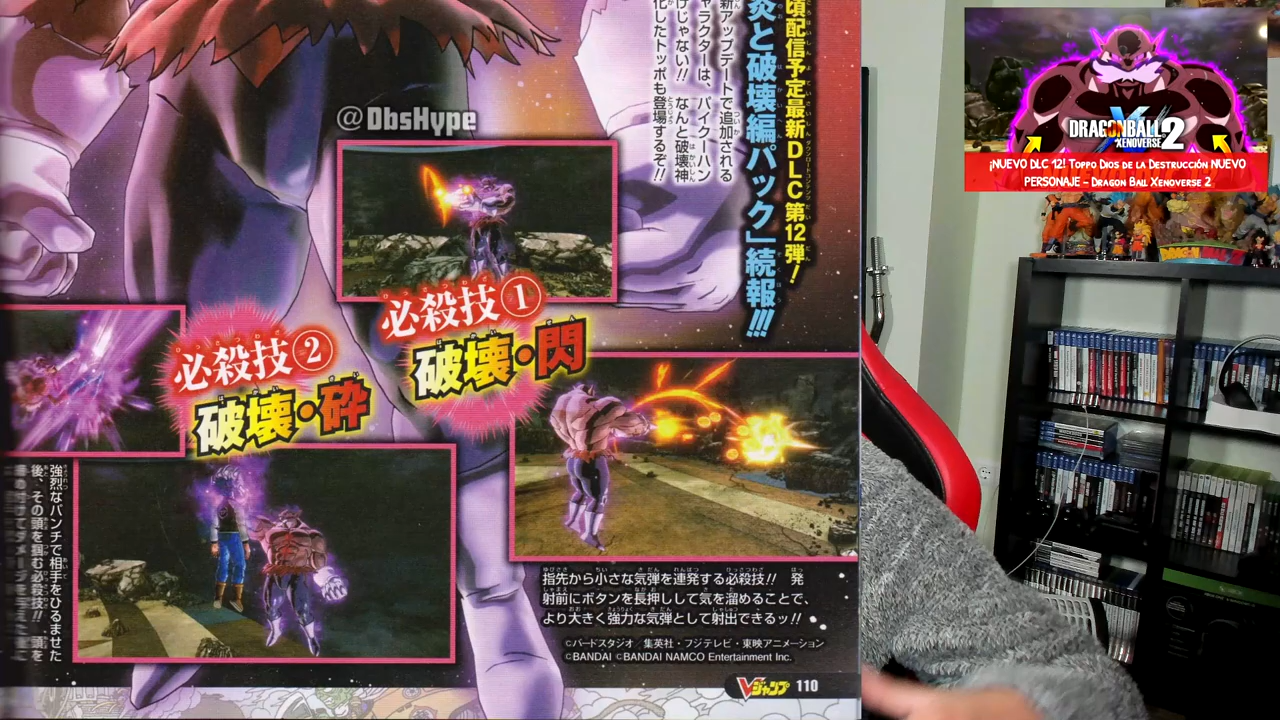 頃配信予定最新DLC第12弾!
炎と破壊編パック」続報!!!
新アップデートで追加される
ャラクターは、バイクーハン
けじゃない!! なんと破壊神
化したトッポも登場するぞ!!
@DbsHype
必殺技①
破壊・閃
必殺技②
破壊・砕
指先から小さな気弾を連発する必殺技!! 発
射前にボタンを長押しして気を溜めることで、
より大きく強力な気弾として射出できるッ!!
強烈なパンチで相手をひるませた
後、その頭を掴む必殺技!! 頭を
©バードスタジオ/集英社・フジテレビ・東映アニメーション
©BANDAI ©BANDAI NAMCO Entertainment Inc.
Vジャンプ 110
DRAGONBALL
XENOVERSE 2
¡NUEVO DLC 12! Toppo Dios de la Destrucción NUEVO
PERSONAJE - Dragon Ball Xenoverse 2